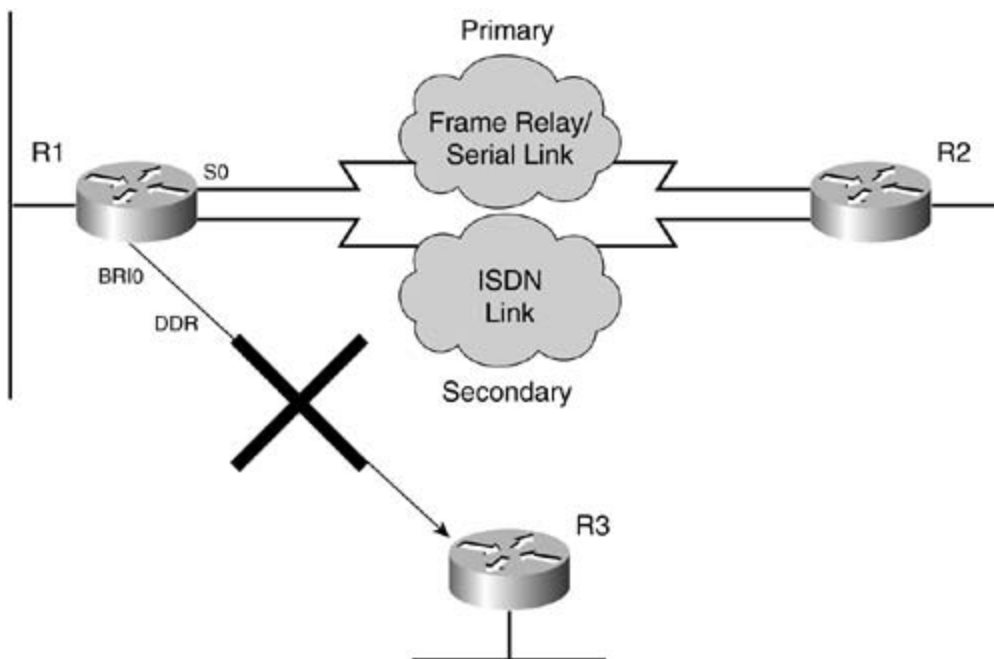 Primary
Frame Relay/
Serial Link
R1
S0
R2
BRI0
ISDN
Link
DDR
Secondary
R3